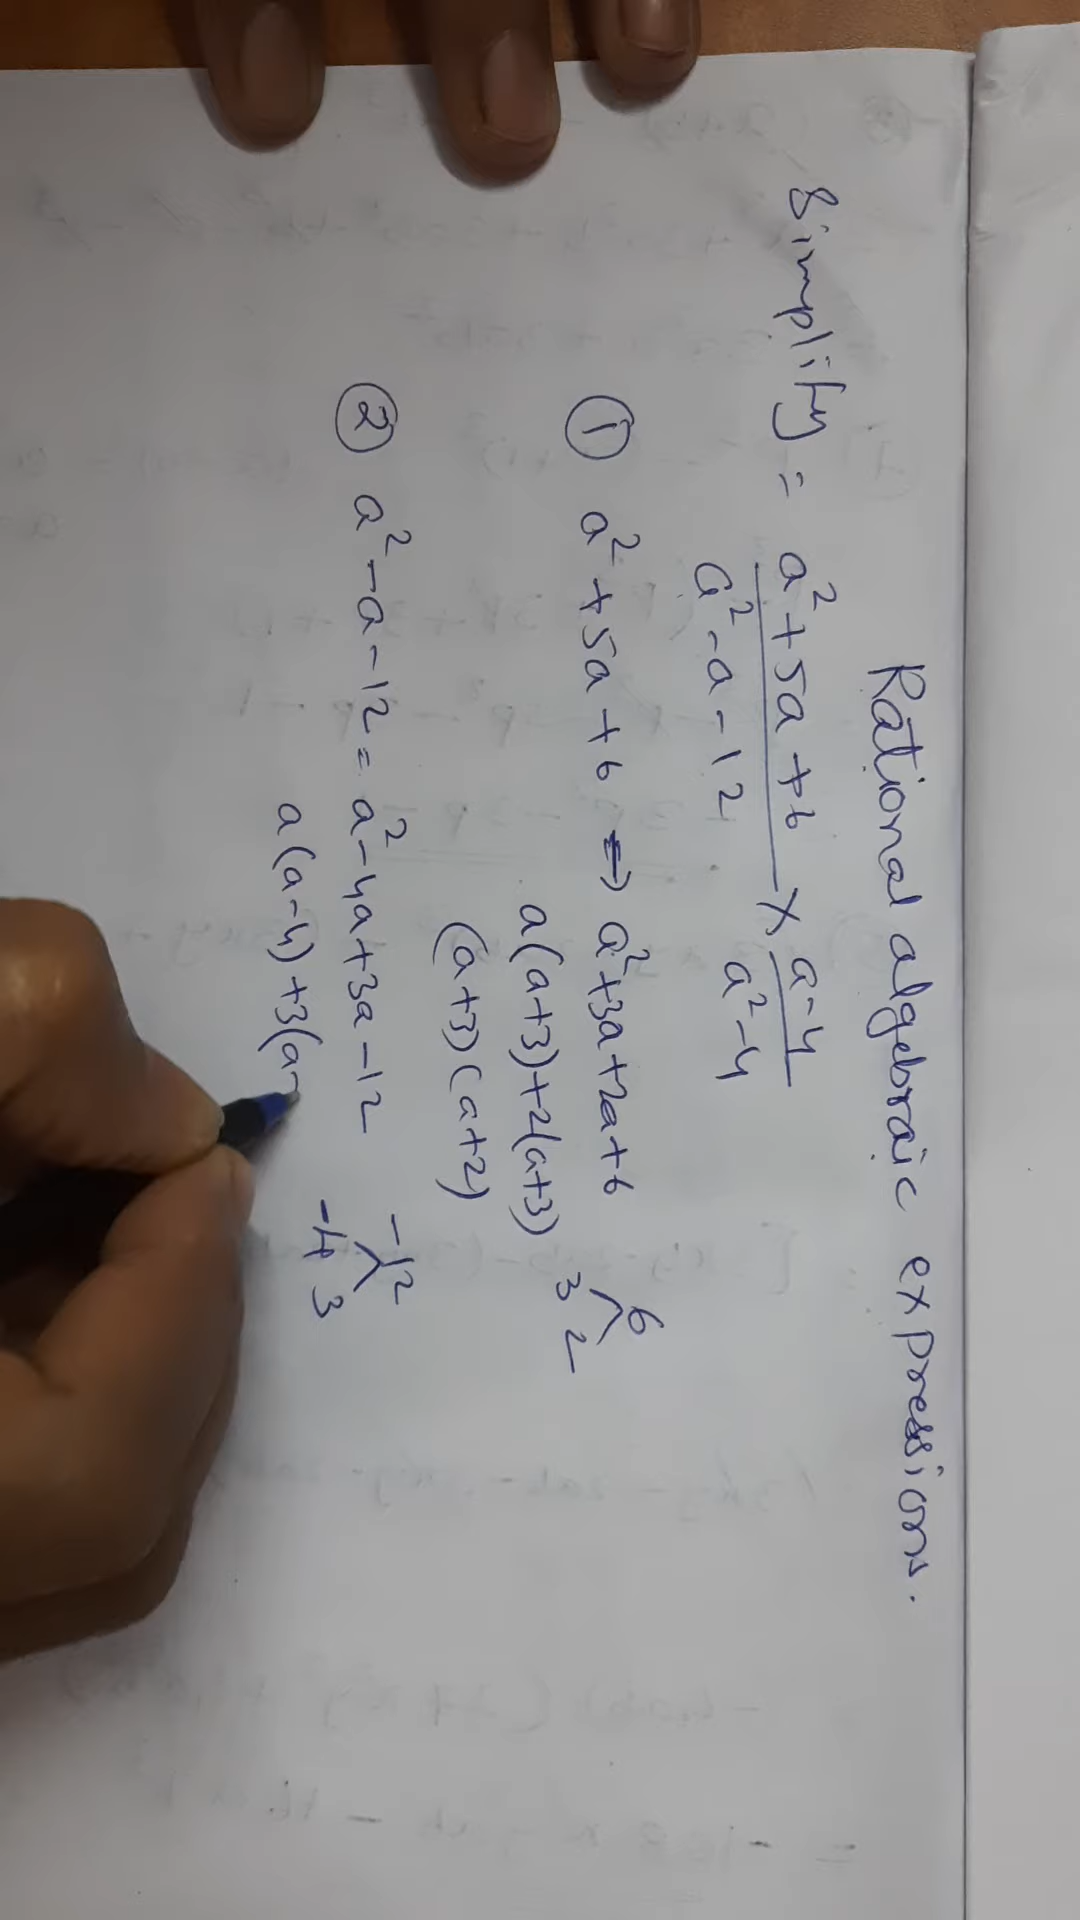 Rational algebraic expressions.
Simplify = a² + 5a + 6 × a-4
a² - a - 12 a² - 4
① a² + 5a + 6 ⇒ a² + 3a + 2a + 6
6
a(a+3) + 2(a+3) 3 2
(a+3) (a+2)
② a² - a - 12 = a² - 4a + 3a - 12 -12
a(a-4) + 3(a- -4 3